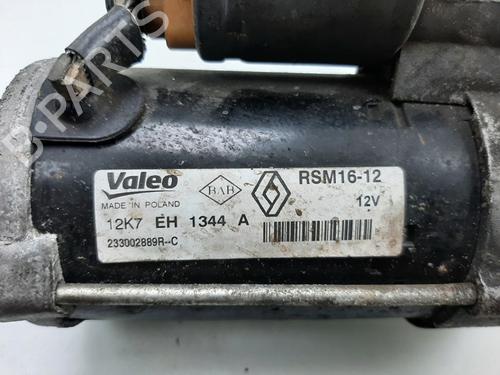 B-PARTS
Valeo BAB RSM16-12
MADE IN POLAND 12V
12K7 EH 1344 A
233002889R--C